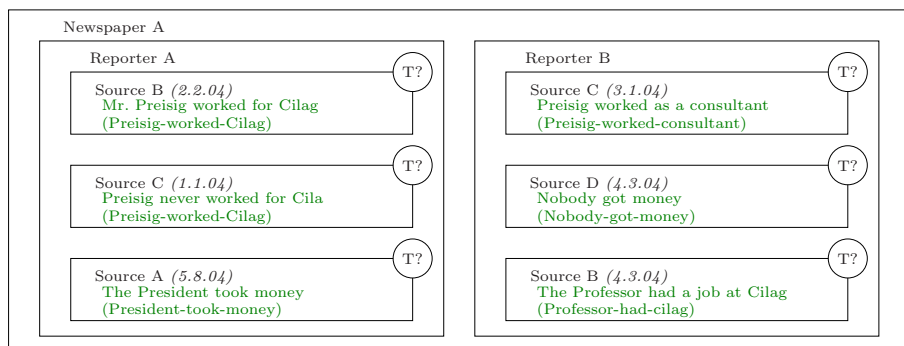 Newspaper A
Reporter A
T?
Source B (2.2.04)
Mr. Preisig worked for Cilag
(Preisig-worked-Cilag)
T?
Source C (1.1.04)
Preisig never worked for Cila
(Preisig-worked-Cilag)
T?
Source A (5.8.04)
The President took money
(President-took-money)
Reporter B
T?
Source C (3.1.04)
Preisig worked as a consultant
(Preisig-worked-consultant)
T?
Source D (4.3.04)
Nobody got money
(Nobody-got-money)
T?
Source B (4.3.04)
The Professor had a job at Cilag
(Professor-had-cilag)